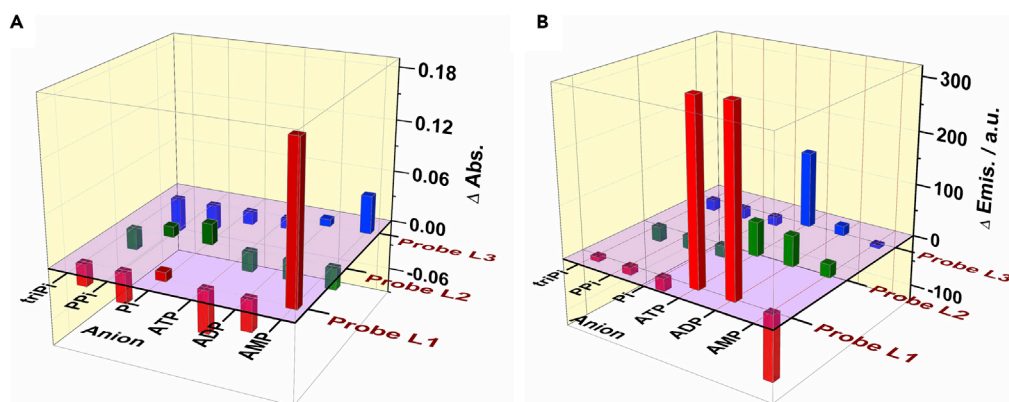 A
0.18
0.12
0.06
0.00
-0.06
Δ Abs.
triPi
PPi
Pi
ATP
ADP
AMP
Anion
Probe L3
Probe L2
Probe L1
B
300
200
100
0
-100
Δ Emis. / a.u.
triPi
PPi
Pi
ATP
ADP
AMP
Anion
Probe L3
Probe L2
Probe L1